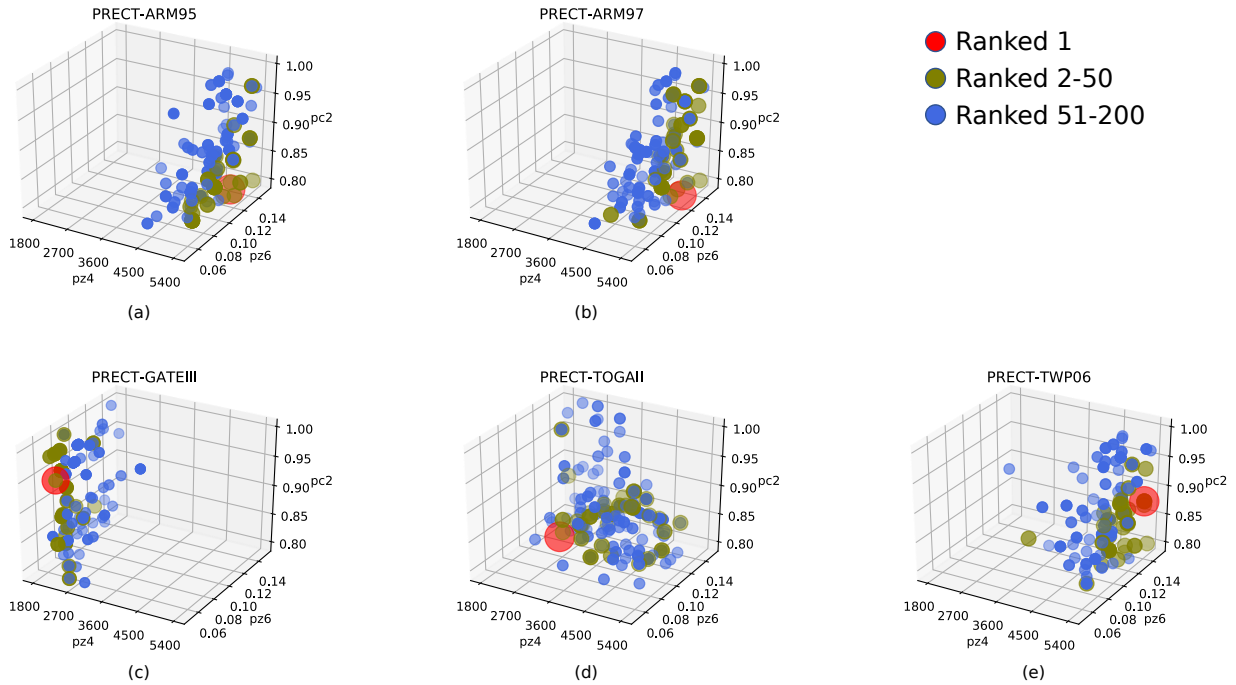 PRECT-ARM95
1.00
0.95
0.90
pc2
0.85
0.80
0.14
0.12
0.10
pz6
0.08
0.06
1800
2700
3600
4500
5400
pz4
(a)
PRECT-ARM97
1.00
0.95
0.90
pc2
0.85
0.80
0.14
0.12
0.10
pz6
0.08
0.06
1800
2700
3600
4500
5400
pz4
(b)
Ranked 1
Ranked 2-50
Ranked 51-200
PRECT-GATEIII
1.00
0.95
0.90
pc2
0.85
0.80
0.14
0.12
0.10
pz6
0.08
0.06
1800
2700
3600
4500
5400
pz4
(c)
PRECT-TOGAII
1.00
0.95
0.90
pc2
0.85
0.80
0.14
0.12
0.10
pz6
0.08
0.06
1800
2700
3600
4500
5400
pz4
(d)
PRECT-TWP06
1.00
0.95
0.90
pc2
0.85
0.80
0.14
0.12
0.10
pz6
0.08
0.06
1800
2700
3600
4500
5400
pz4
(e)